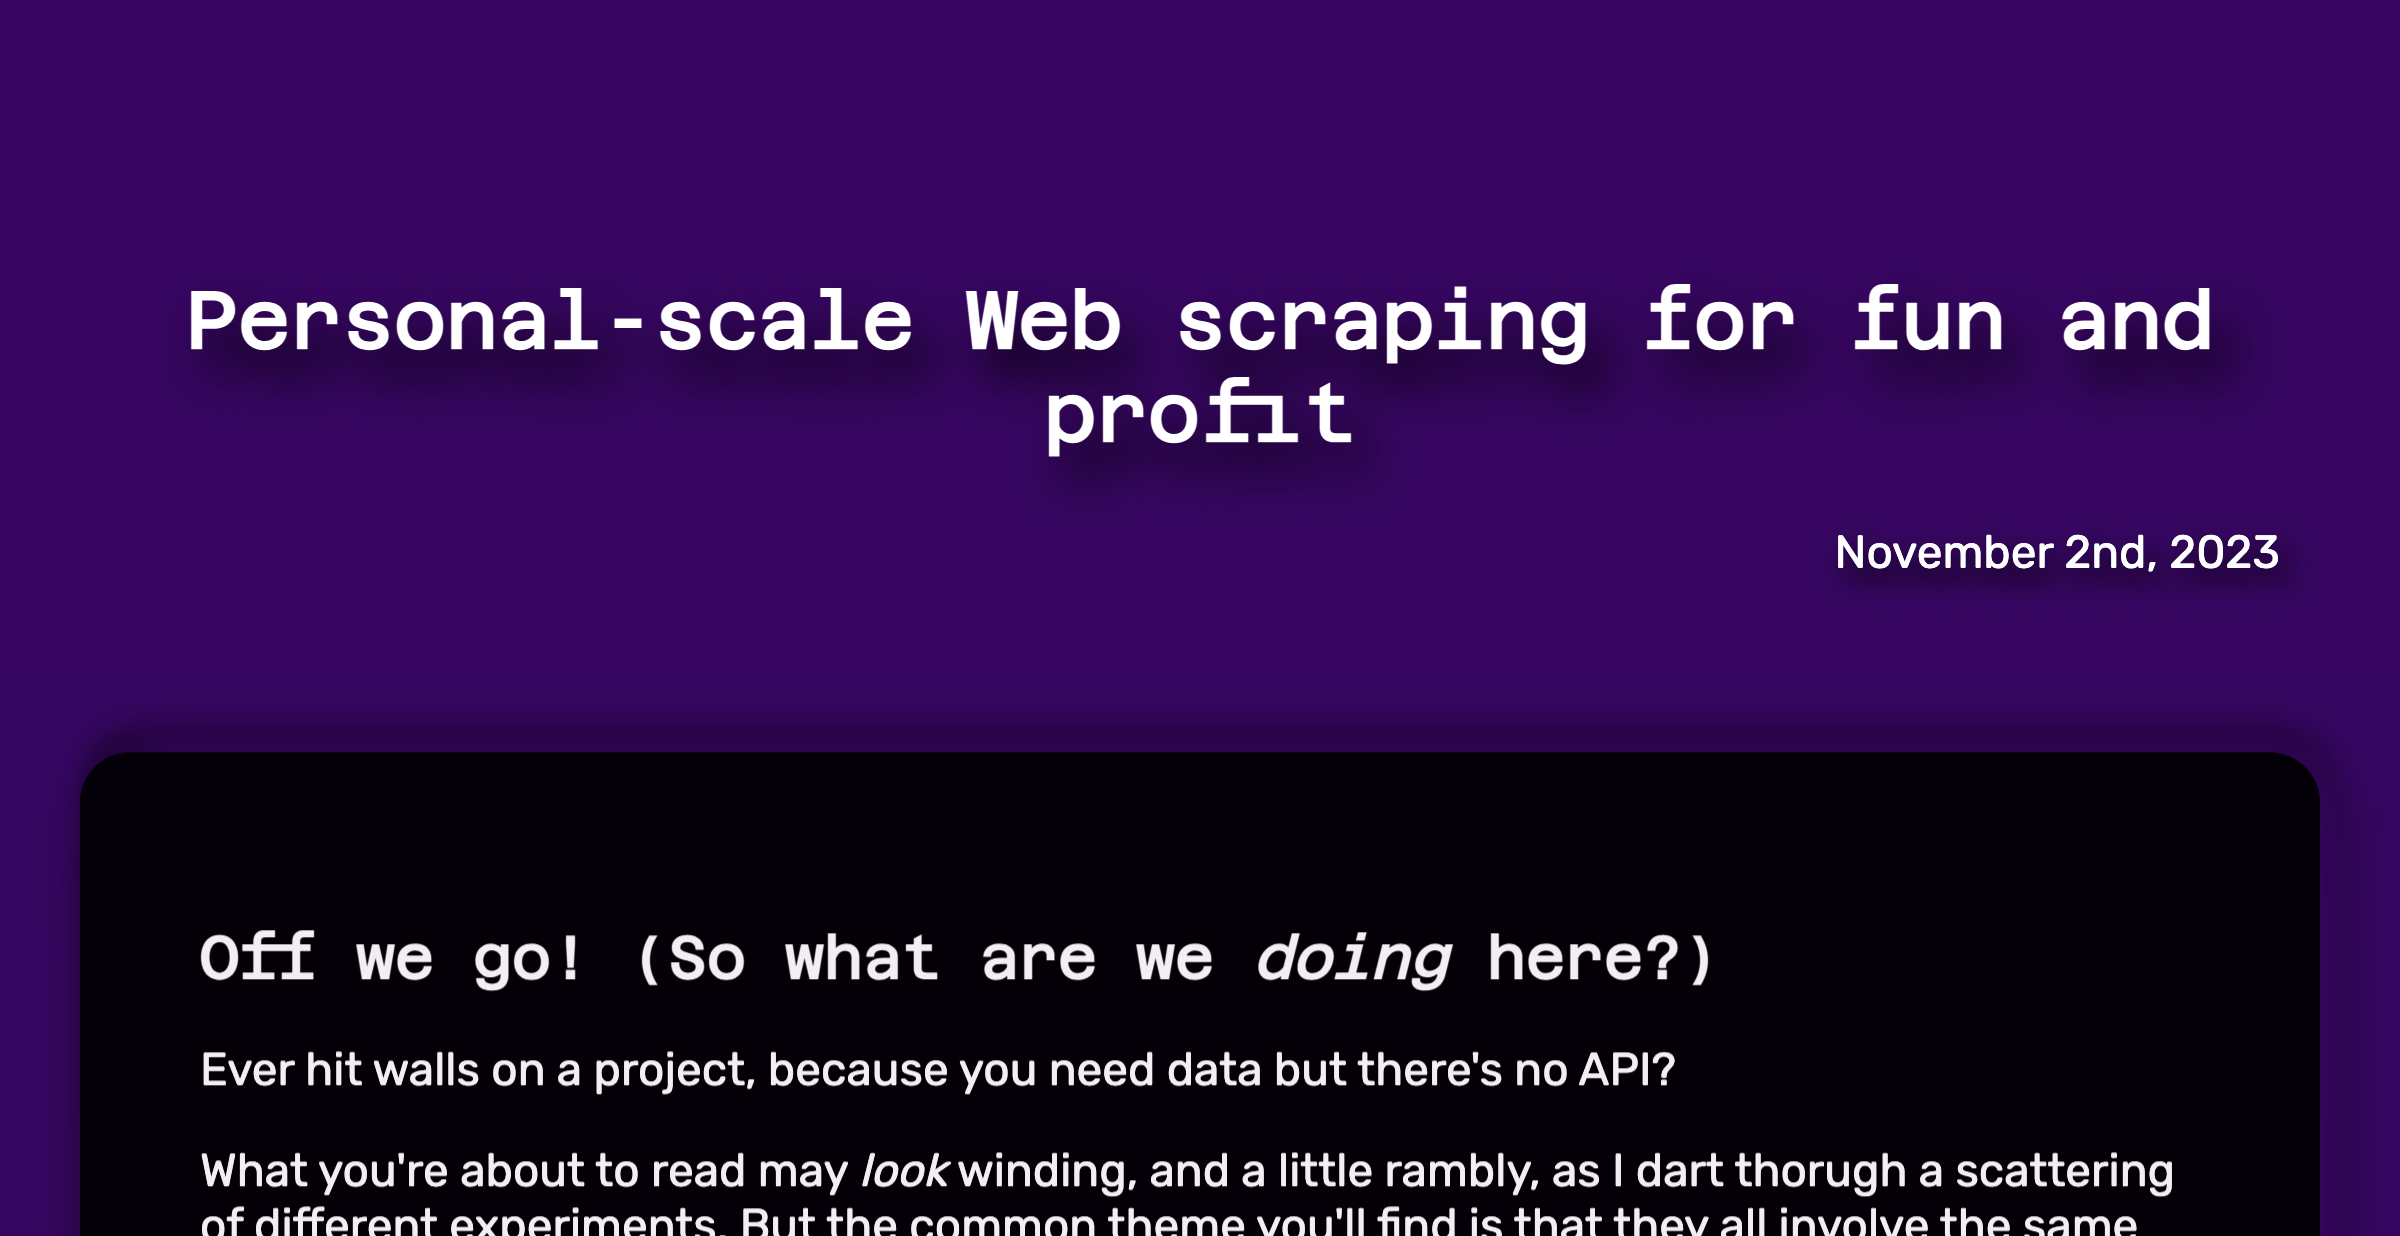 Personal-scale Web scraping for fun and
profit
November 2nd, 2023
Off we go! (So what are we doing here?)
Ever hit walls on a project, because you need data but there's no API?
What you're about to read may look winding, and a little rambly, as I dart thorugh a scattering
of different experiments. But the common theme you'll find is that they all involve the same